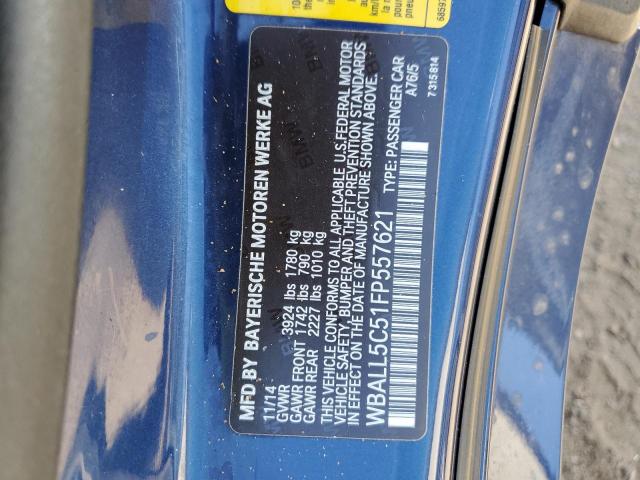 MFD BY BAYERISCHE MOTOREN WERKE AG
11/14
GVWR 3924 lbs 1780 kg
GAWR FRONT 1742 lbs 790 kg
GAWR REAR 2227 lbs 1010 kg
THIS VEHICLE CONFORMS TO ALL APPLICABLE U.S. FEDERAL MOTOR
VEHICLE SAFETY, BUMPER AND THEFT PREVENTION STANDARDS
IN EFFECT ON THE DATE OF MANUFACTURE SHOWN ABOVE.
WBALL5C51FP557621 TYPE: PASSENGER CAR
A76/5
7 315 814